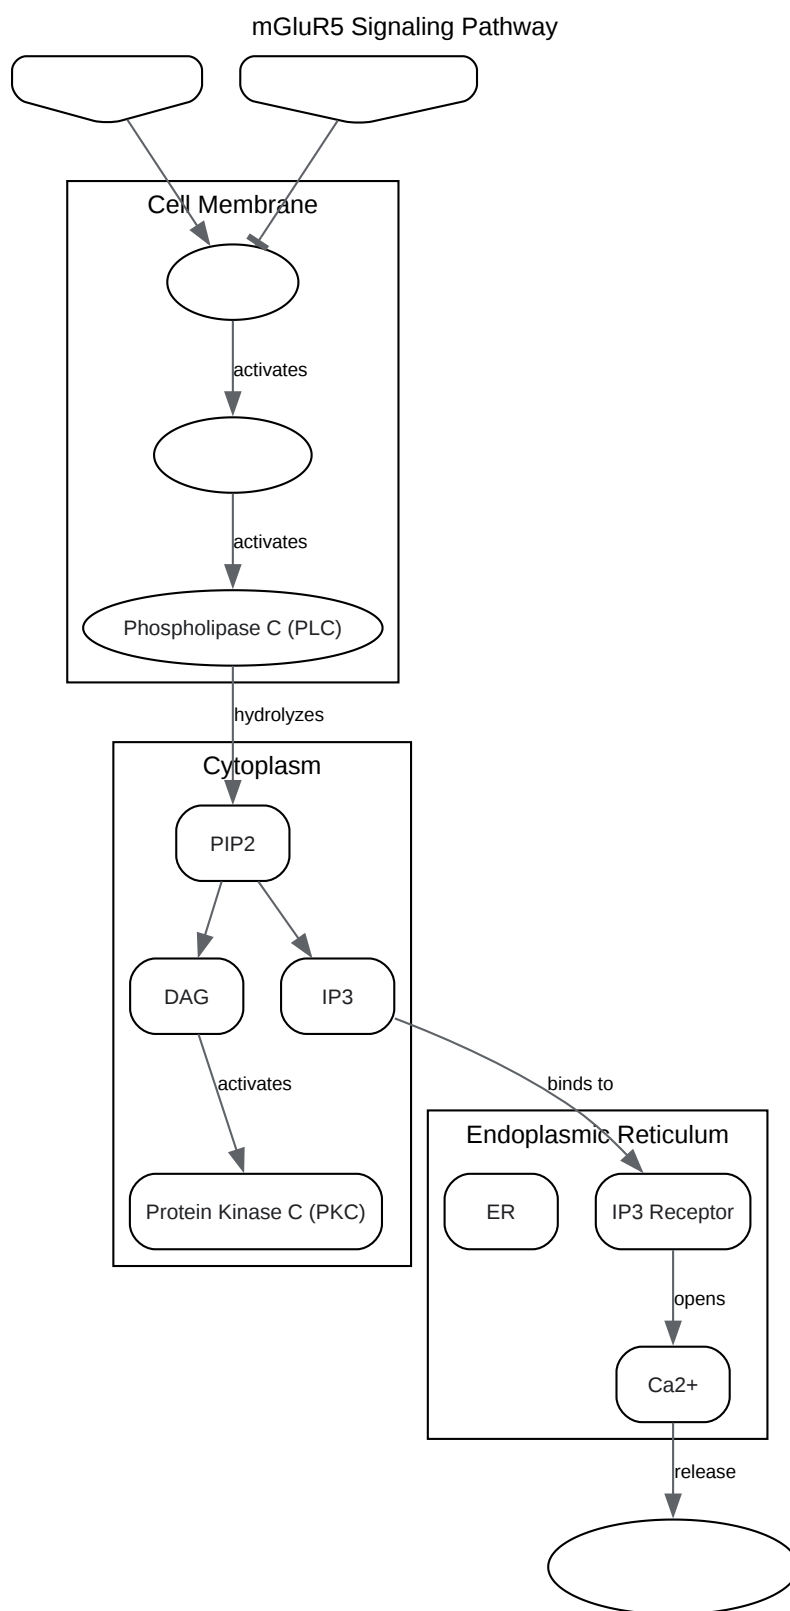 mGluR5 Signaling Pathway
Cell Membrane
activates
activates
Phospholipase C (PLC)
hydrolyzes
Cytoplasm
PIP2
DAG
IP3
activates
binds to
Endoplasmic Reticulum
Protein Kinase C (PKC)
ER
IP3 Receptor
opens
Ca2+
release